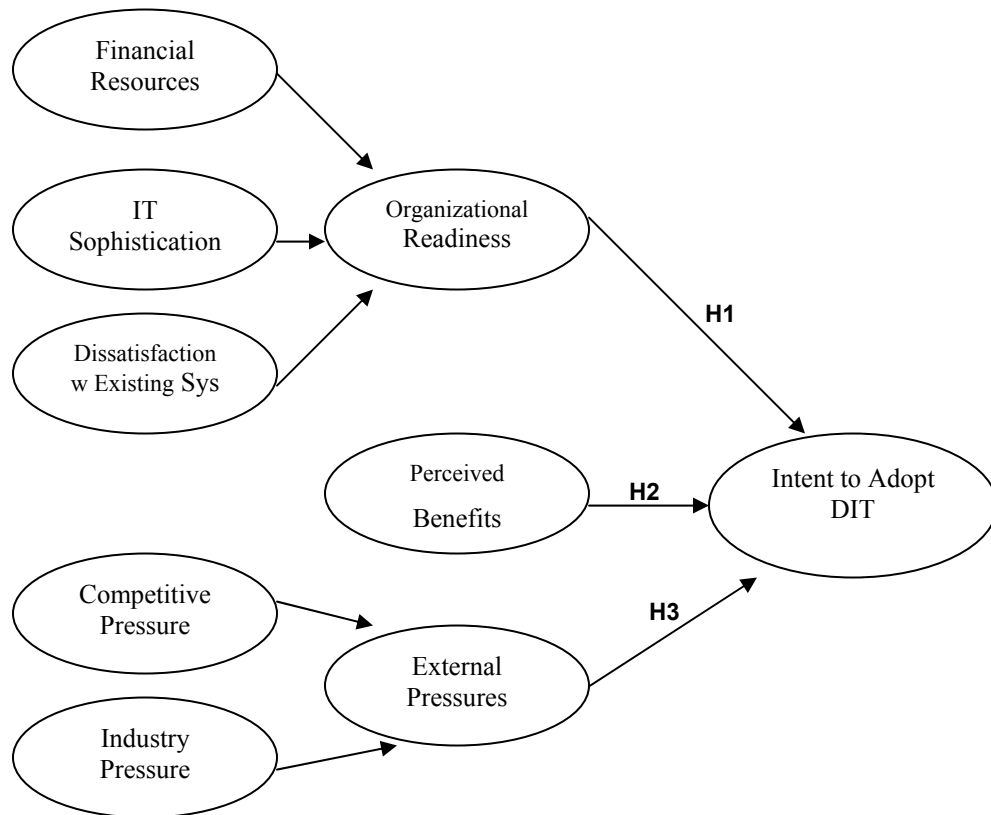 Financial
Resources
IT
Sophistication
Organizational
Readiness
Dissatisfaction
w Existing Sys
H1
Perceived
Benefits
H2
Intent to Adopt
DIT
Competitive
Pressure
H3
External
Pressures
Industry
Pressure